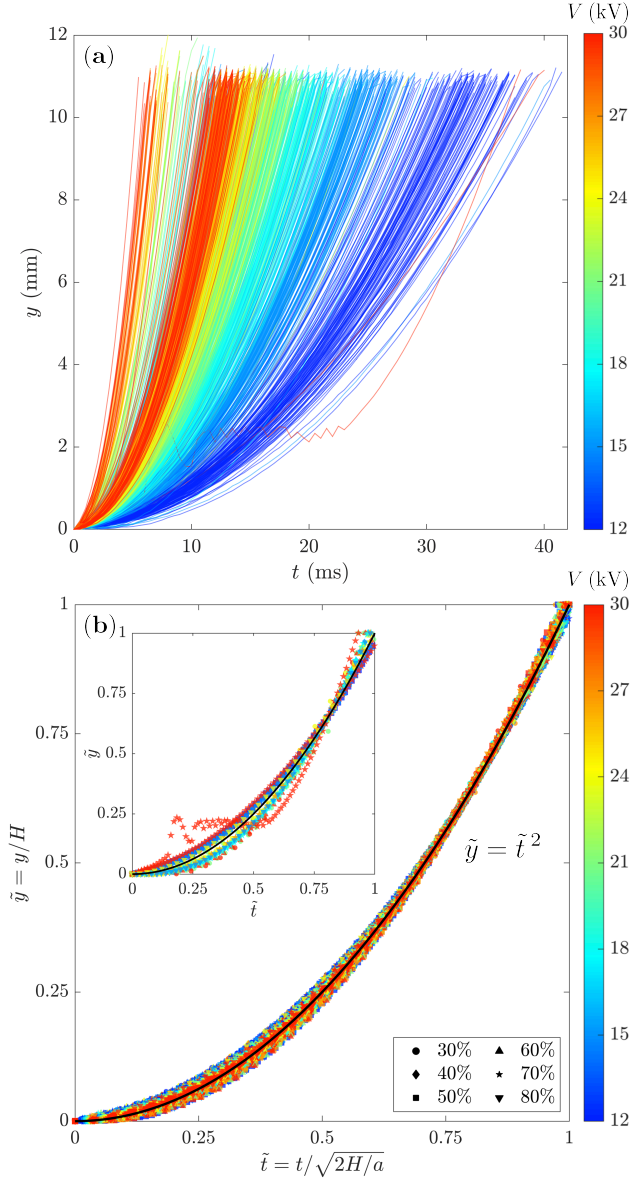 V (kV)
(a)
12
10
8
6
4
2
0
y (mm)
0 10 20 30 40
t (ms)
30
27
24
21
18
15
12
V (kV)
(b)
1
0.75
0.5
0.25
0
ỹ = y/H
1
0.75
0.5
0.25
0
ỹ
0 0.25 0.5 0.75 1
t̃
ỹ = t̃ ²
30% 60%
40% 70%
50% 80%
0 0.25 0.5 0.75 1
t̃ = t/√2H/a
30
27
24
21
18
15
12